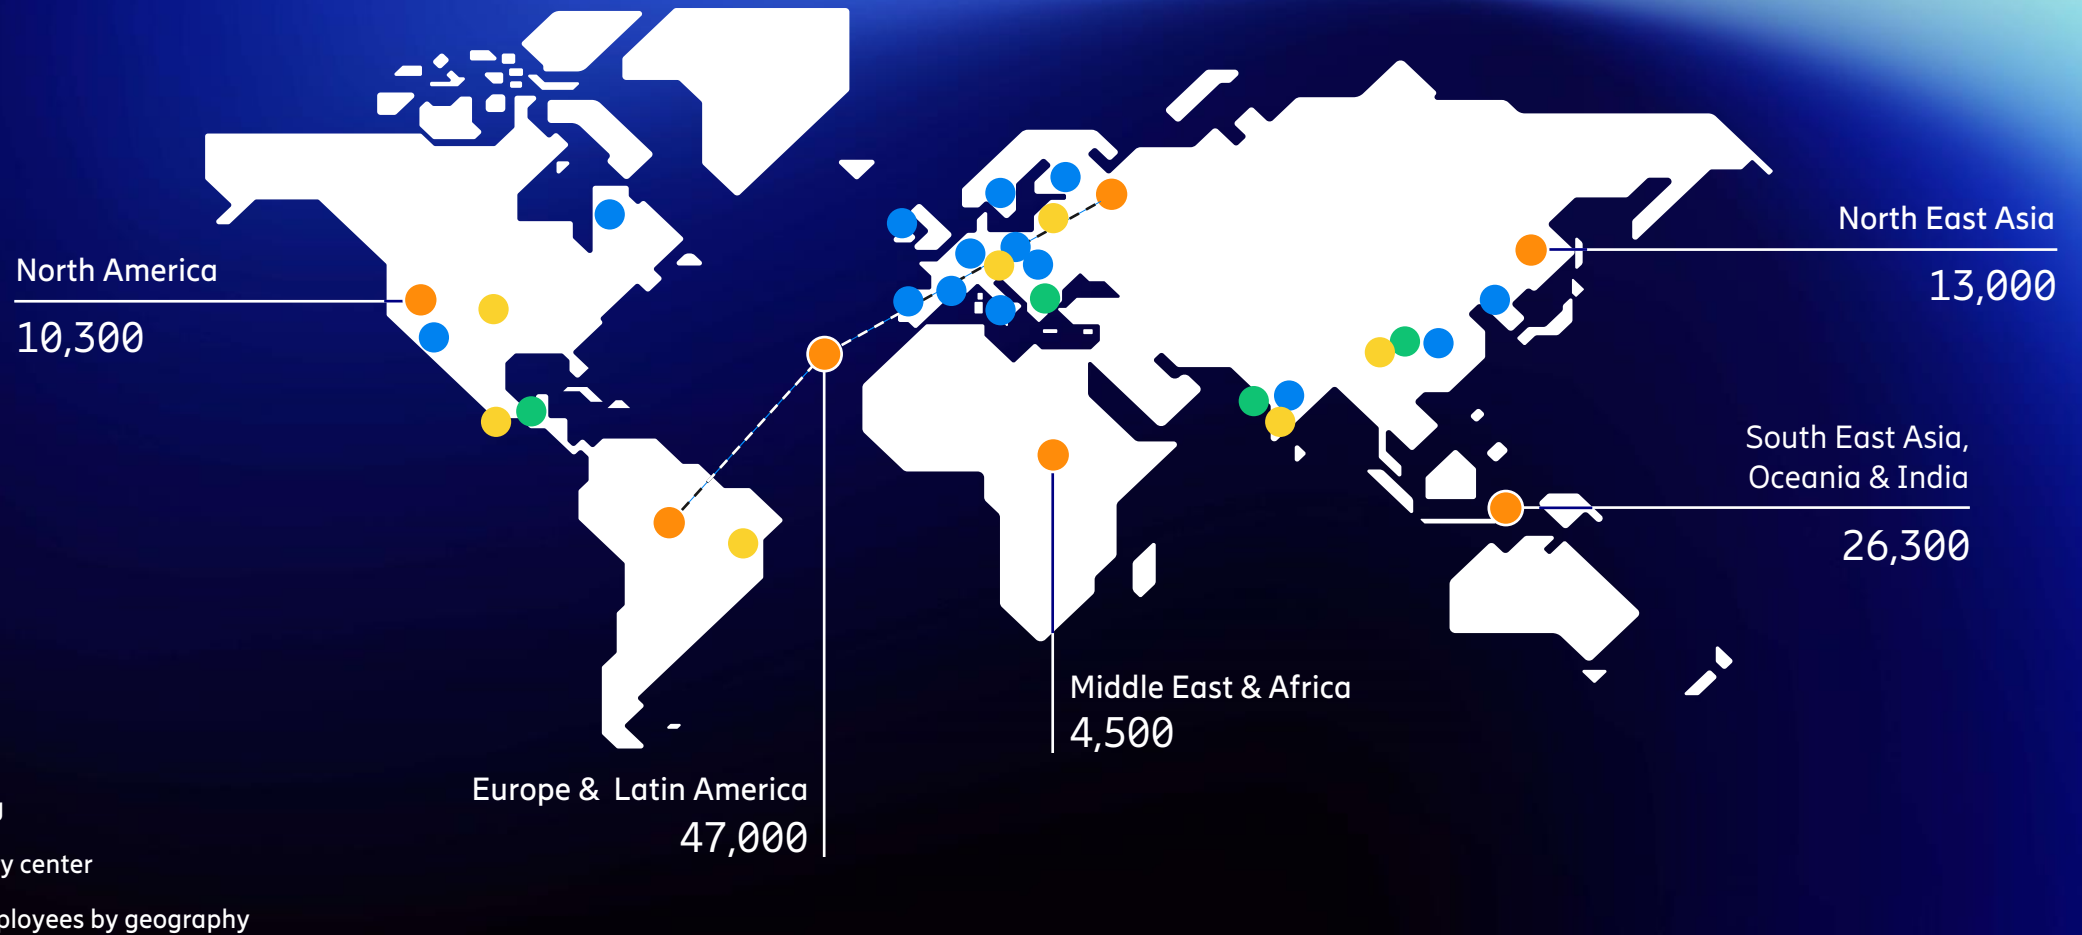 North America
10,300
North East Asia
13,000
South East Asia,
Oceania & India
26,300
Middle East & Africa
4,500
Europe & Latin America
47,000
y center
ployees by geography